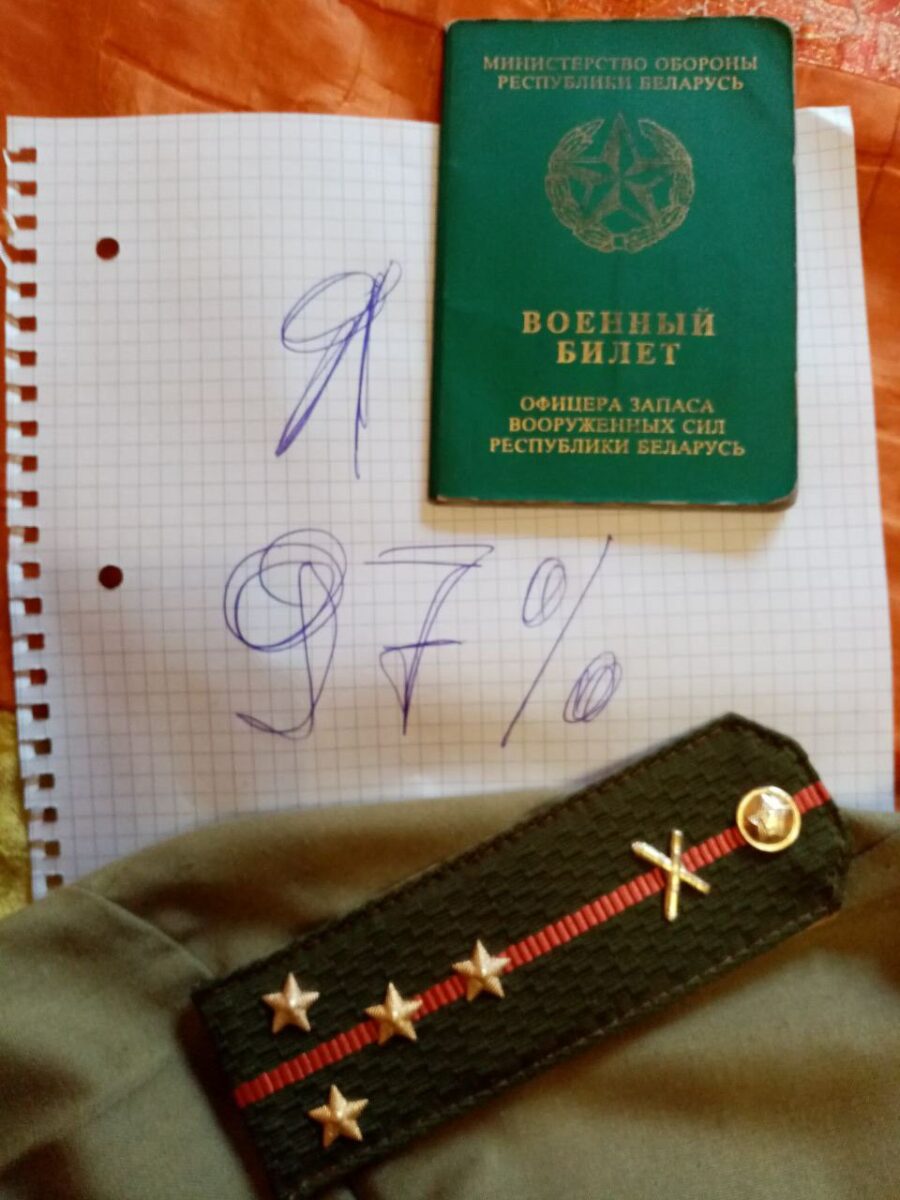 МИНИСТЕРСТВО ОБОРОНЫ
РЕСПУБЛИКИ БЕЛАРУСЬ
ВОЕННЫЙ
БИЛЕТ
ОФИЦЕРА ЗАПАСА
ВООРУЖЕННЫХ СИЛ
РЕСПУБЛИКИ БЕЛАРУСЬ
Я
97%